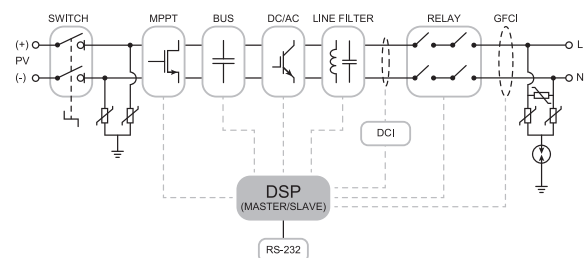 SWITCH MPPT BUS DC/AC LINE FILTER RELAY GFCI
(+) L
PV
(-) N
DCI
DSP
(MASTER/SLAVE)
RS-232